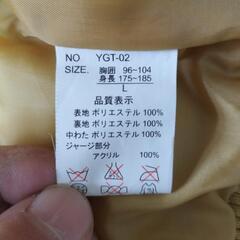 NO YGT-02
SIZE. 胸囲 96~104
身長 175~185
L
品質表示
表地 ポリエステル 100%
裏地 ポリエステル 100%
中わた ポリエステル 100%
ジャージ部分
アクリル 100%